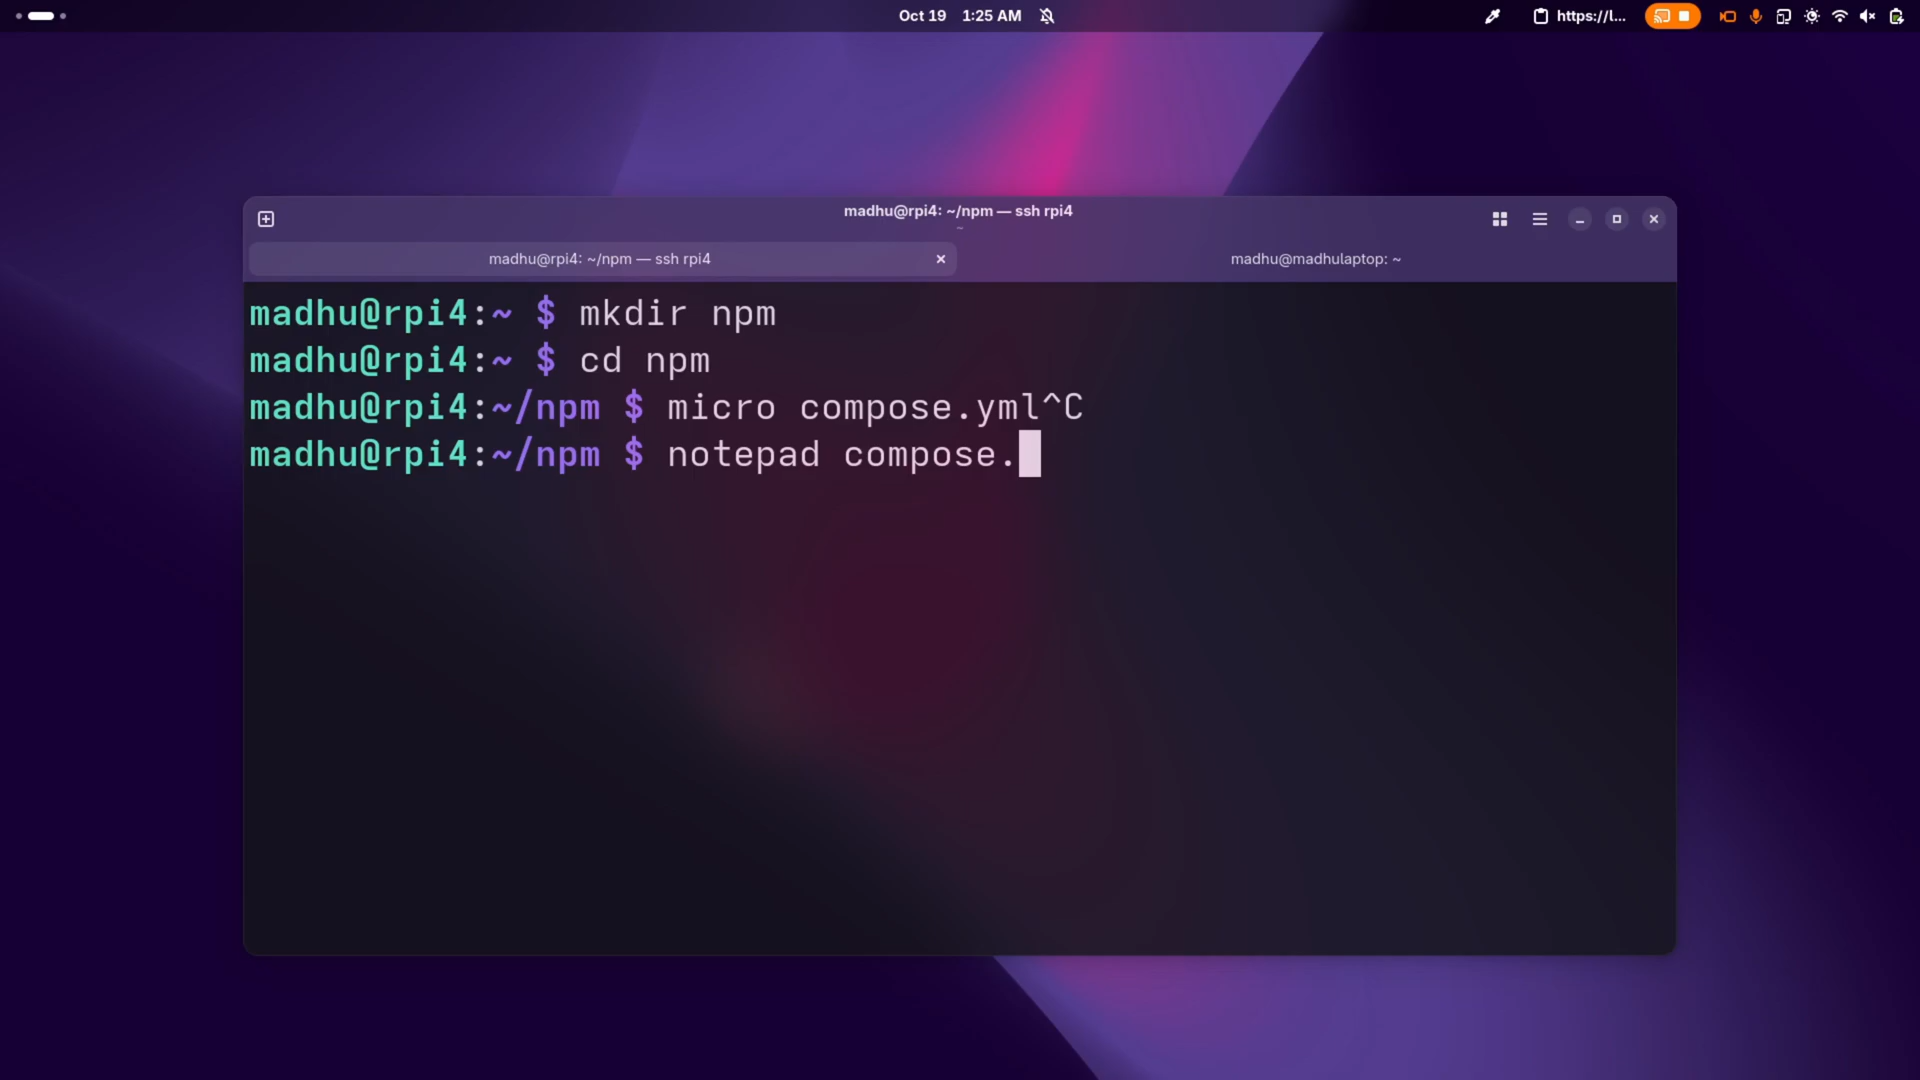 Oct 19 1:25 AM
https://l...
madhu@rpi4: ~/npm — ssh rpi4
~
madhu@rpi4: ~/npm — ssh rpi4
madhu@madhulaptop: ~
madhu@rpi4:~ $ mkdir npm
madhu@rpi4:~ $ cd npm
madhu@rpi4:~/npm $ micro compose.yml^C
madhu@rpi4:~/npm $ notepad compose.